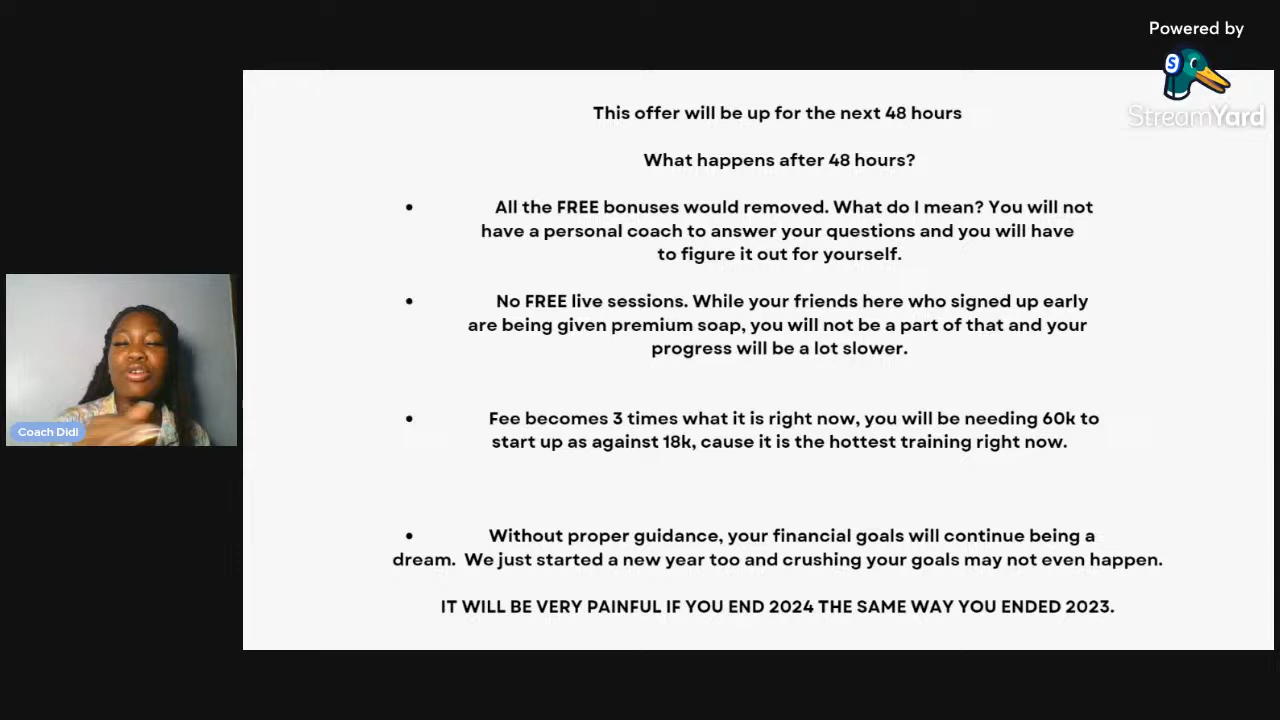 Powered by
StreamYard
This offer will be up for the next 48 hours
What happens after 48 hours?
• All the FREE bonuses would removed. What do I mean? You will not
have a personal coach to answer your questions and you will have
to figure it out for yourself.
• No FREE live sessions. While your friends here who signed up early
are being given premium soap, you will not be a part of that and your
progress will be a lot slower.
• Fee becomes 3 times what it is right now, you will be needing 60k to
start up as against 18k, cause it is the hottest training right now.
• Without proper guidance, your financial goals will continue being a
dream. We just started a new year too and crushing your goals may not even happen.
IT WILL BE VERY PAINFUL IF YOU END 2024 THE SAME WAY YOU ENDED 2023.
Coach Didi